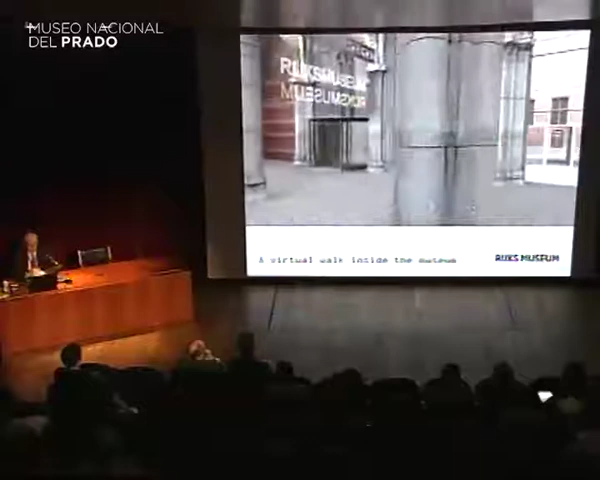 MUSEO NACIONAL
DEL PRADO
RIJKSMUSEUM
A virtual walk inside the museum
RIJKS MUSEUM